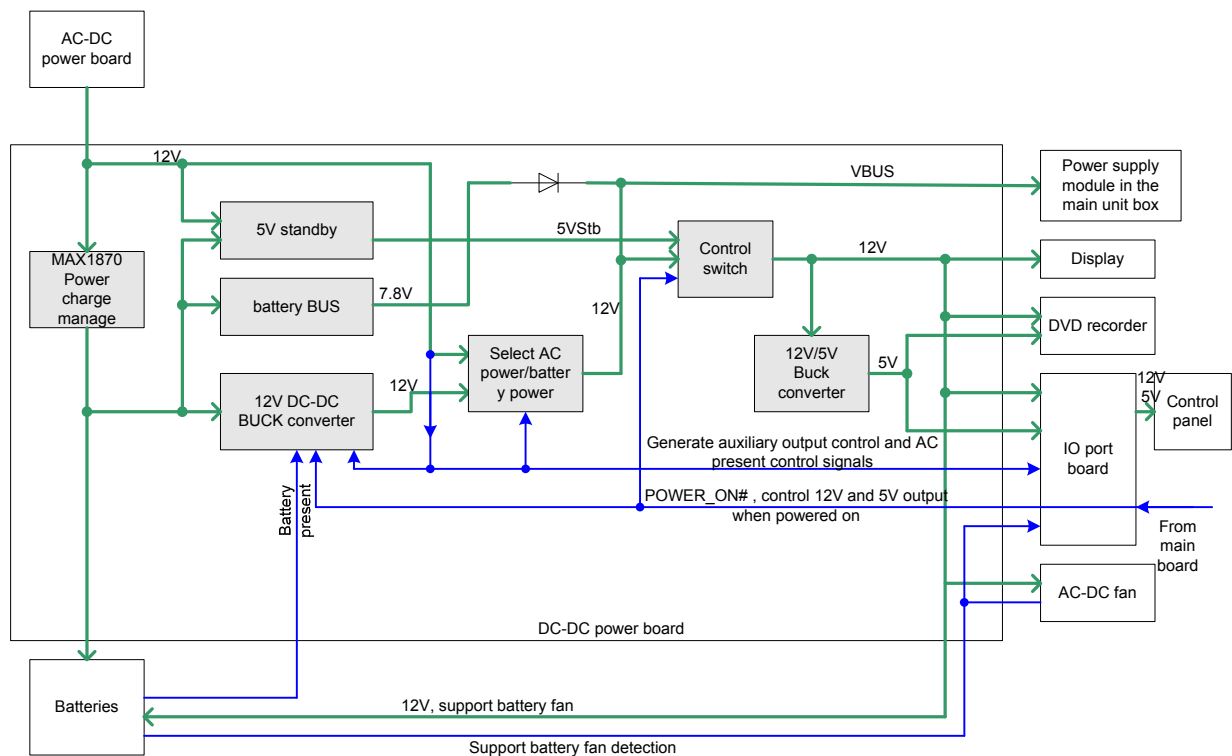 AC-DC
power board
12V
VBUS
Power supply
module in the
main unit box
5V standby
5VStb
Control
switch
12V
Display
MAX1870
Power
charge
manage
battery BUS
7.8V
12V
DVD recorder
Select AC
power/batter
y power
12V/5V
Buck
converter
5V
12V DC-DC
BUCK converter
12V
12V
5V
Control
panel
IO port
board
Generate auxiliary output control and AC
present control signals
POWER_ON# , control 12V and 5V output
when powered on
Battery
present
From
main
board
AC-DC fan
DC-DC power board
Batteries
12V, support battery fan
Support battery fan detection